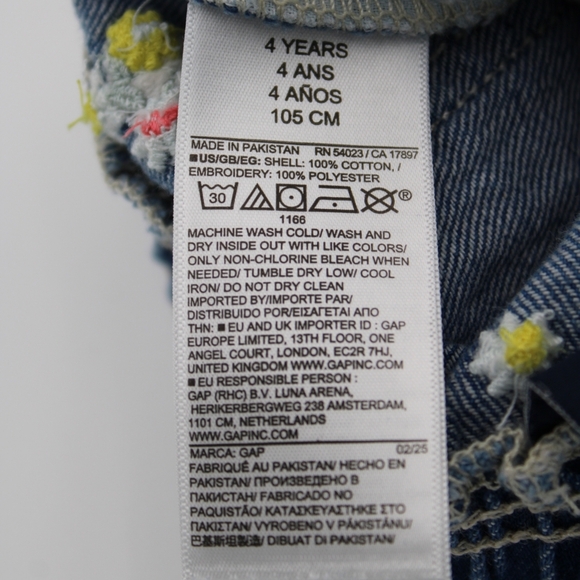 4 YEARS
4 ANS
4 AÑOS
105 CM
MADE IN PAKISTAN RN 54023 / CA 17897
■US/GB/EG: SHELL: 100% COTTON, /
EMBROIDERY: 100% POLYESTER
30 ®
1166
MACHINE WASH COLD/ WASH AND
DRY INSIDE OUT WITH LIKE COLORS/
ONLY NON-CHLORINE BLEACH WHEN
NEEDED/ TUMBLE DRY LOW/ COOL
IRON/ DO NOT DRY CLEAN
IMPORTED BY/IMPORTE PAR/
DISTRIBUIDO POR/ΕΙΣΑΓΕΤΑΙ ΑΠΟ
ΤΗΝ: ■ EU AND UK IMPORTER ID : GAP
EUROPE LIMITED, 13TH FLOOR, ONE
ANGEL COURT, LONDON, EC2R 7HJ,
UNITED KINGDOM WWW.GAPINC.COM
■ EU RESPONSIBLE PERSON :
GAP (RHC) B.V. LUNA ARENA,
HERIKERBERGWEG 238 AMSTERDAM,
1101 CM, NETHERLANDS
WWW.GAPINC.COM
MARCA: GAP 02/25
FABRIQUÉ AU PAKISTAN/ HECHO EN
PAKISTAN/ ПРОИЗВЕДЕНО В
ПАКИСТАН/ FABRICADO NO
PAQUISTÃO/ ΚΑΤΑΣΚΕΥΑΣΤΗΚΕ ΣΤΟ
ΠΑΚΙΣΤΑΝ/ VYROBENO V PÁKISTÁNU/
巴基斯坦製造/ DIBUAT DI PAKISTAN/